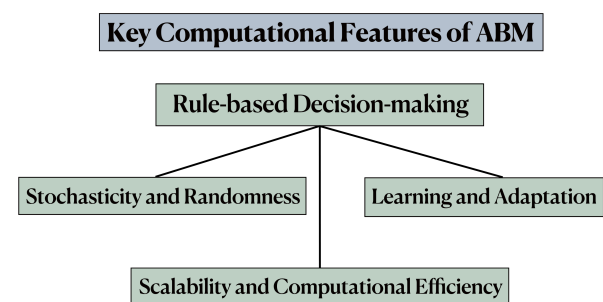 Key Computational Features of ABM
Rule-based Decision-making
Stochasticity and Randomness
Learning and Adaptation
Scalability and Computational Efficiency